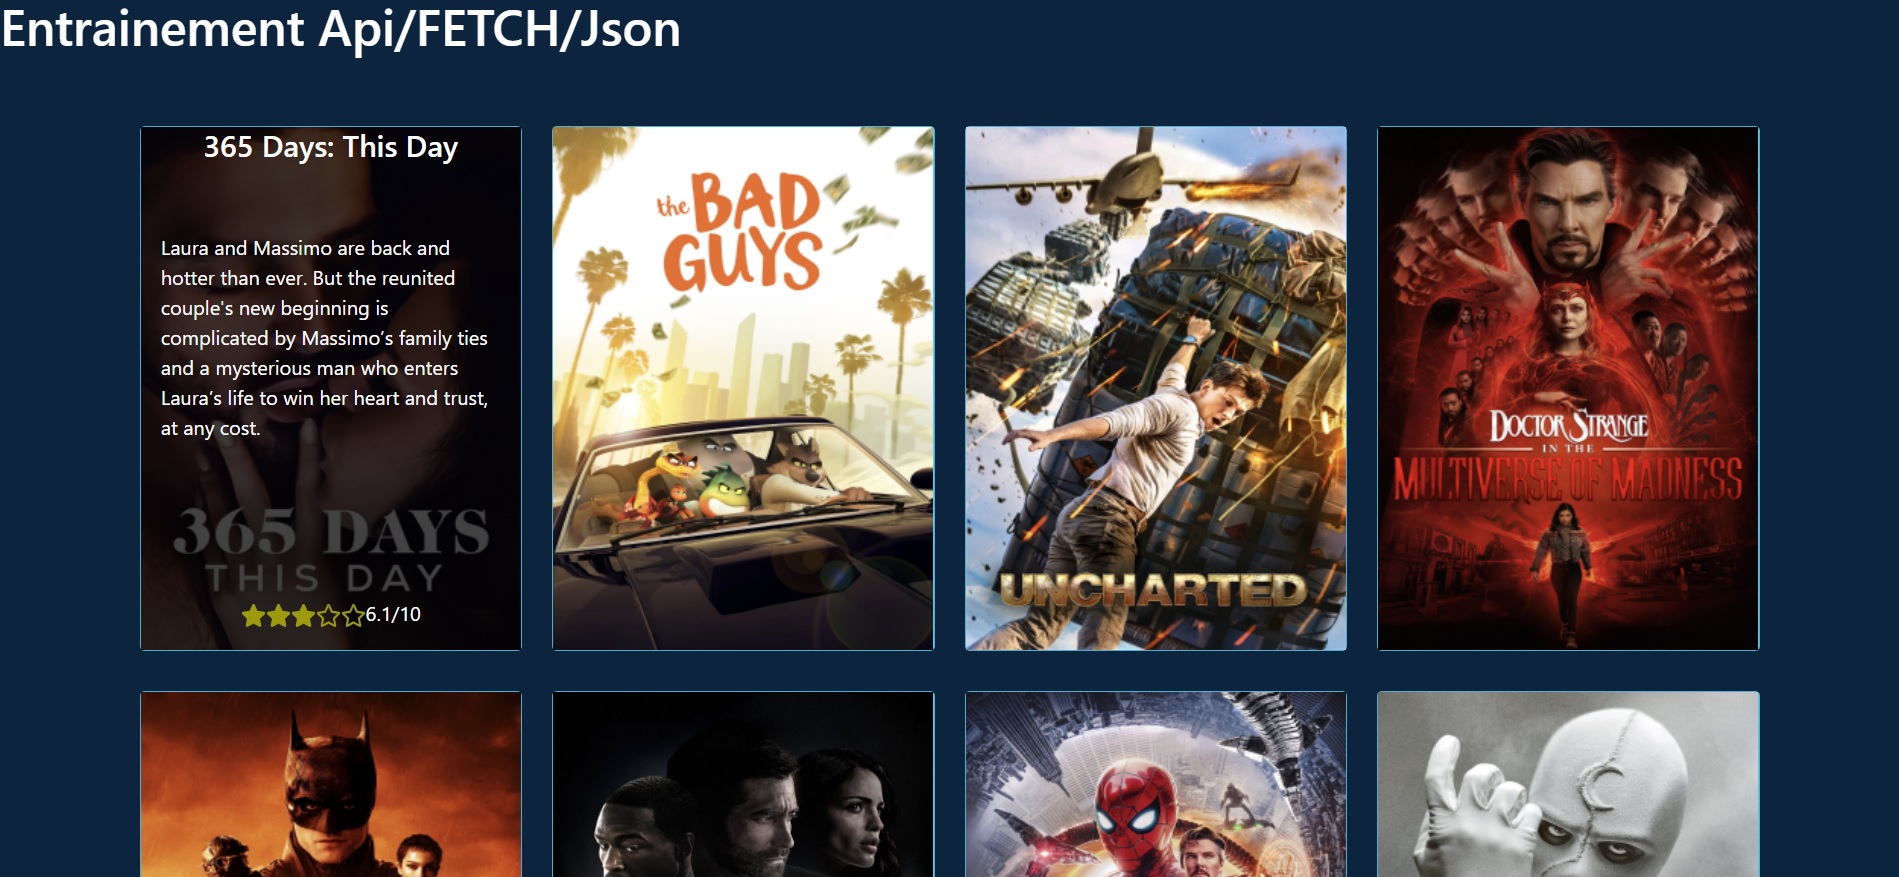 Entrainement Api/FETCH/Json
365 Days: This Day
Laura and Massimo are back and
hotter than ever. But the reunited
couple's new beginning is
complicated by Massimo’s family ties
and a mysterious man who enters
Laura’s life to win her heart and trust,
at any cost.
365 DAYS
THIS DAY
6.1/10
the BAD
GUYS
UNCHARTED
DOCTOR STRANGE
IN THE
MULTIVERSE OF MADNESS